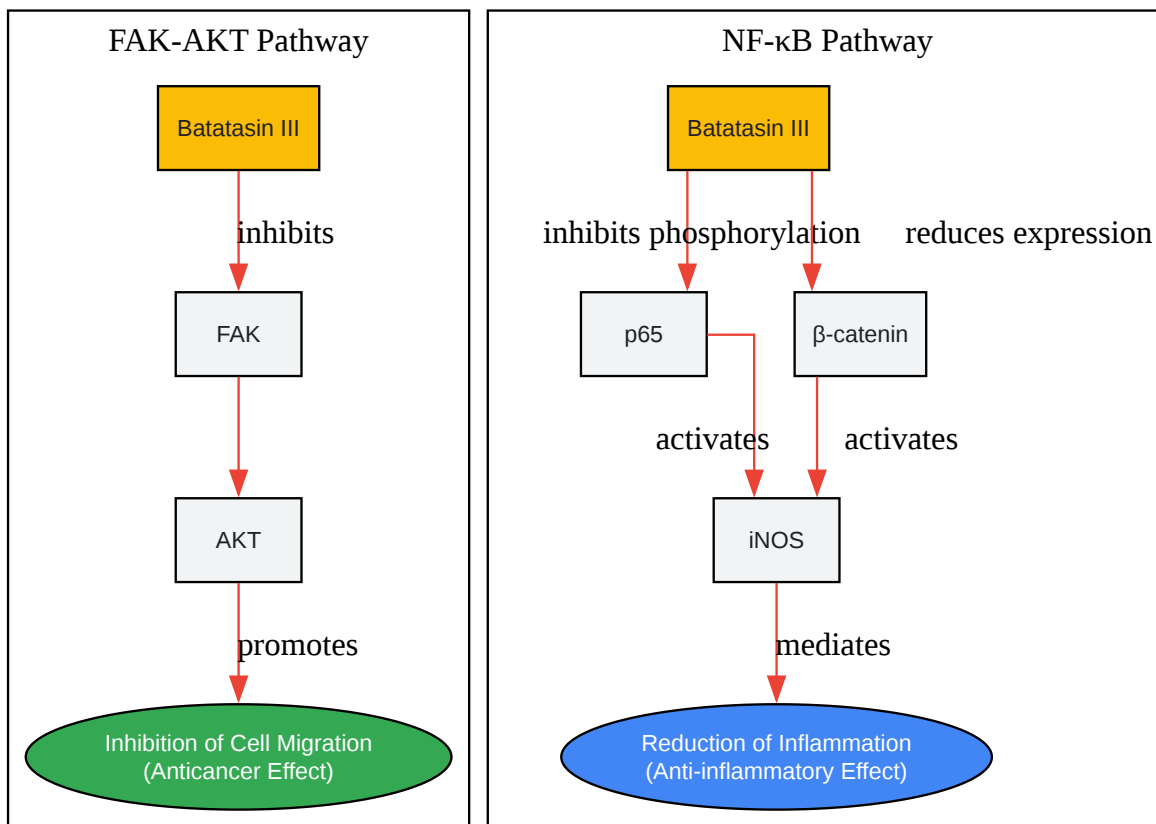 FAK-AKT Pathway
Batatasin III
inhibits
FAK
AKT
promotes
Inhibition of Cell Migration
(Anticancer Effect)
NF-κB Pathway
Batatasin III
inhibits phosphorylation
reduces expression
p65
β-catenin
activates
activates
iNOS
mediates
Reduction of Inflammation
(Anti-inflammatory Effect)